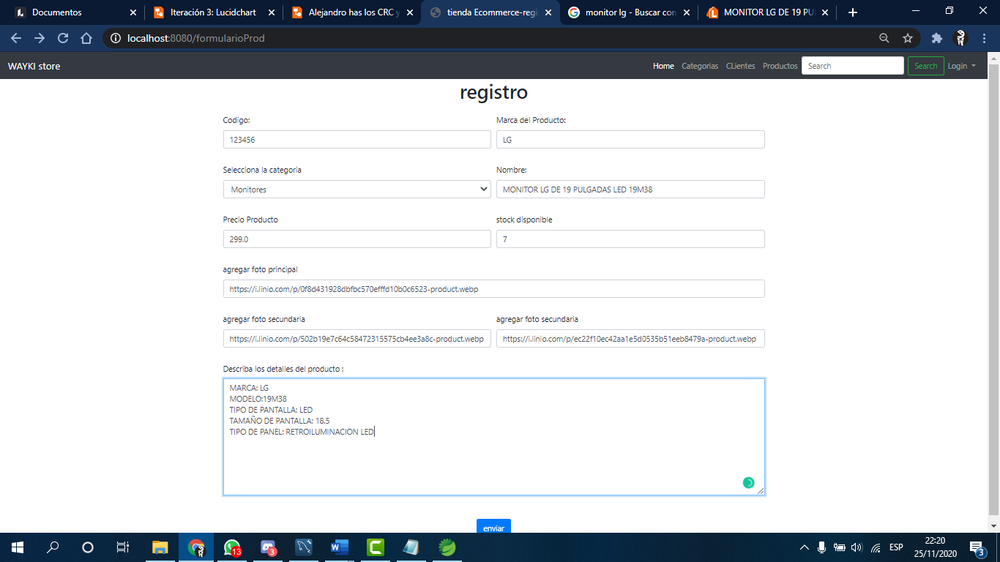 Documentos
Iteración 3: Lucidchart
Alejandro has los CRC y
tienda Ecommerce-regi
monitor lg - Buscar con
MONITOR LG DE 19 PUL
localhost:8080/formularioProd
WAYKI store
Home
Categorias
CLientes
Productos
Search
Search
Login
registro
Codigo:
Marca del Producto:
123456
LG
Selecciona la categoria
Nombre:
Monitores
MONITOR LG DE 19 PULGADAS LED 19M38
Precio Producto
stock disponible
299.0
7
agregar foto principal
https://i.linio.com/p/0f8d431928dbfbc570efffd10b0c6523-product.webp
agregar foto secundaria
agregar foto secundaria
https://i.linio.com/p/502b19e7c64c58472315575cb4ee3a8c-product.webp
https://i.linio.com/p/ec22f10ec42aa1e5d0535b51eeb8479a-product.webp
Describa los detalles del producto :
MARCA: LG
MODELO:19M38
TIPO DE PANTALLA: LED
TAMAÑO DE PANTALLA: 18.5
TIPO DE PANEL: RETROILUMINACION LED
enviar
13
3
ESP
22:20
25/11/2020
3